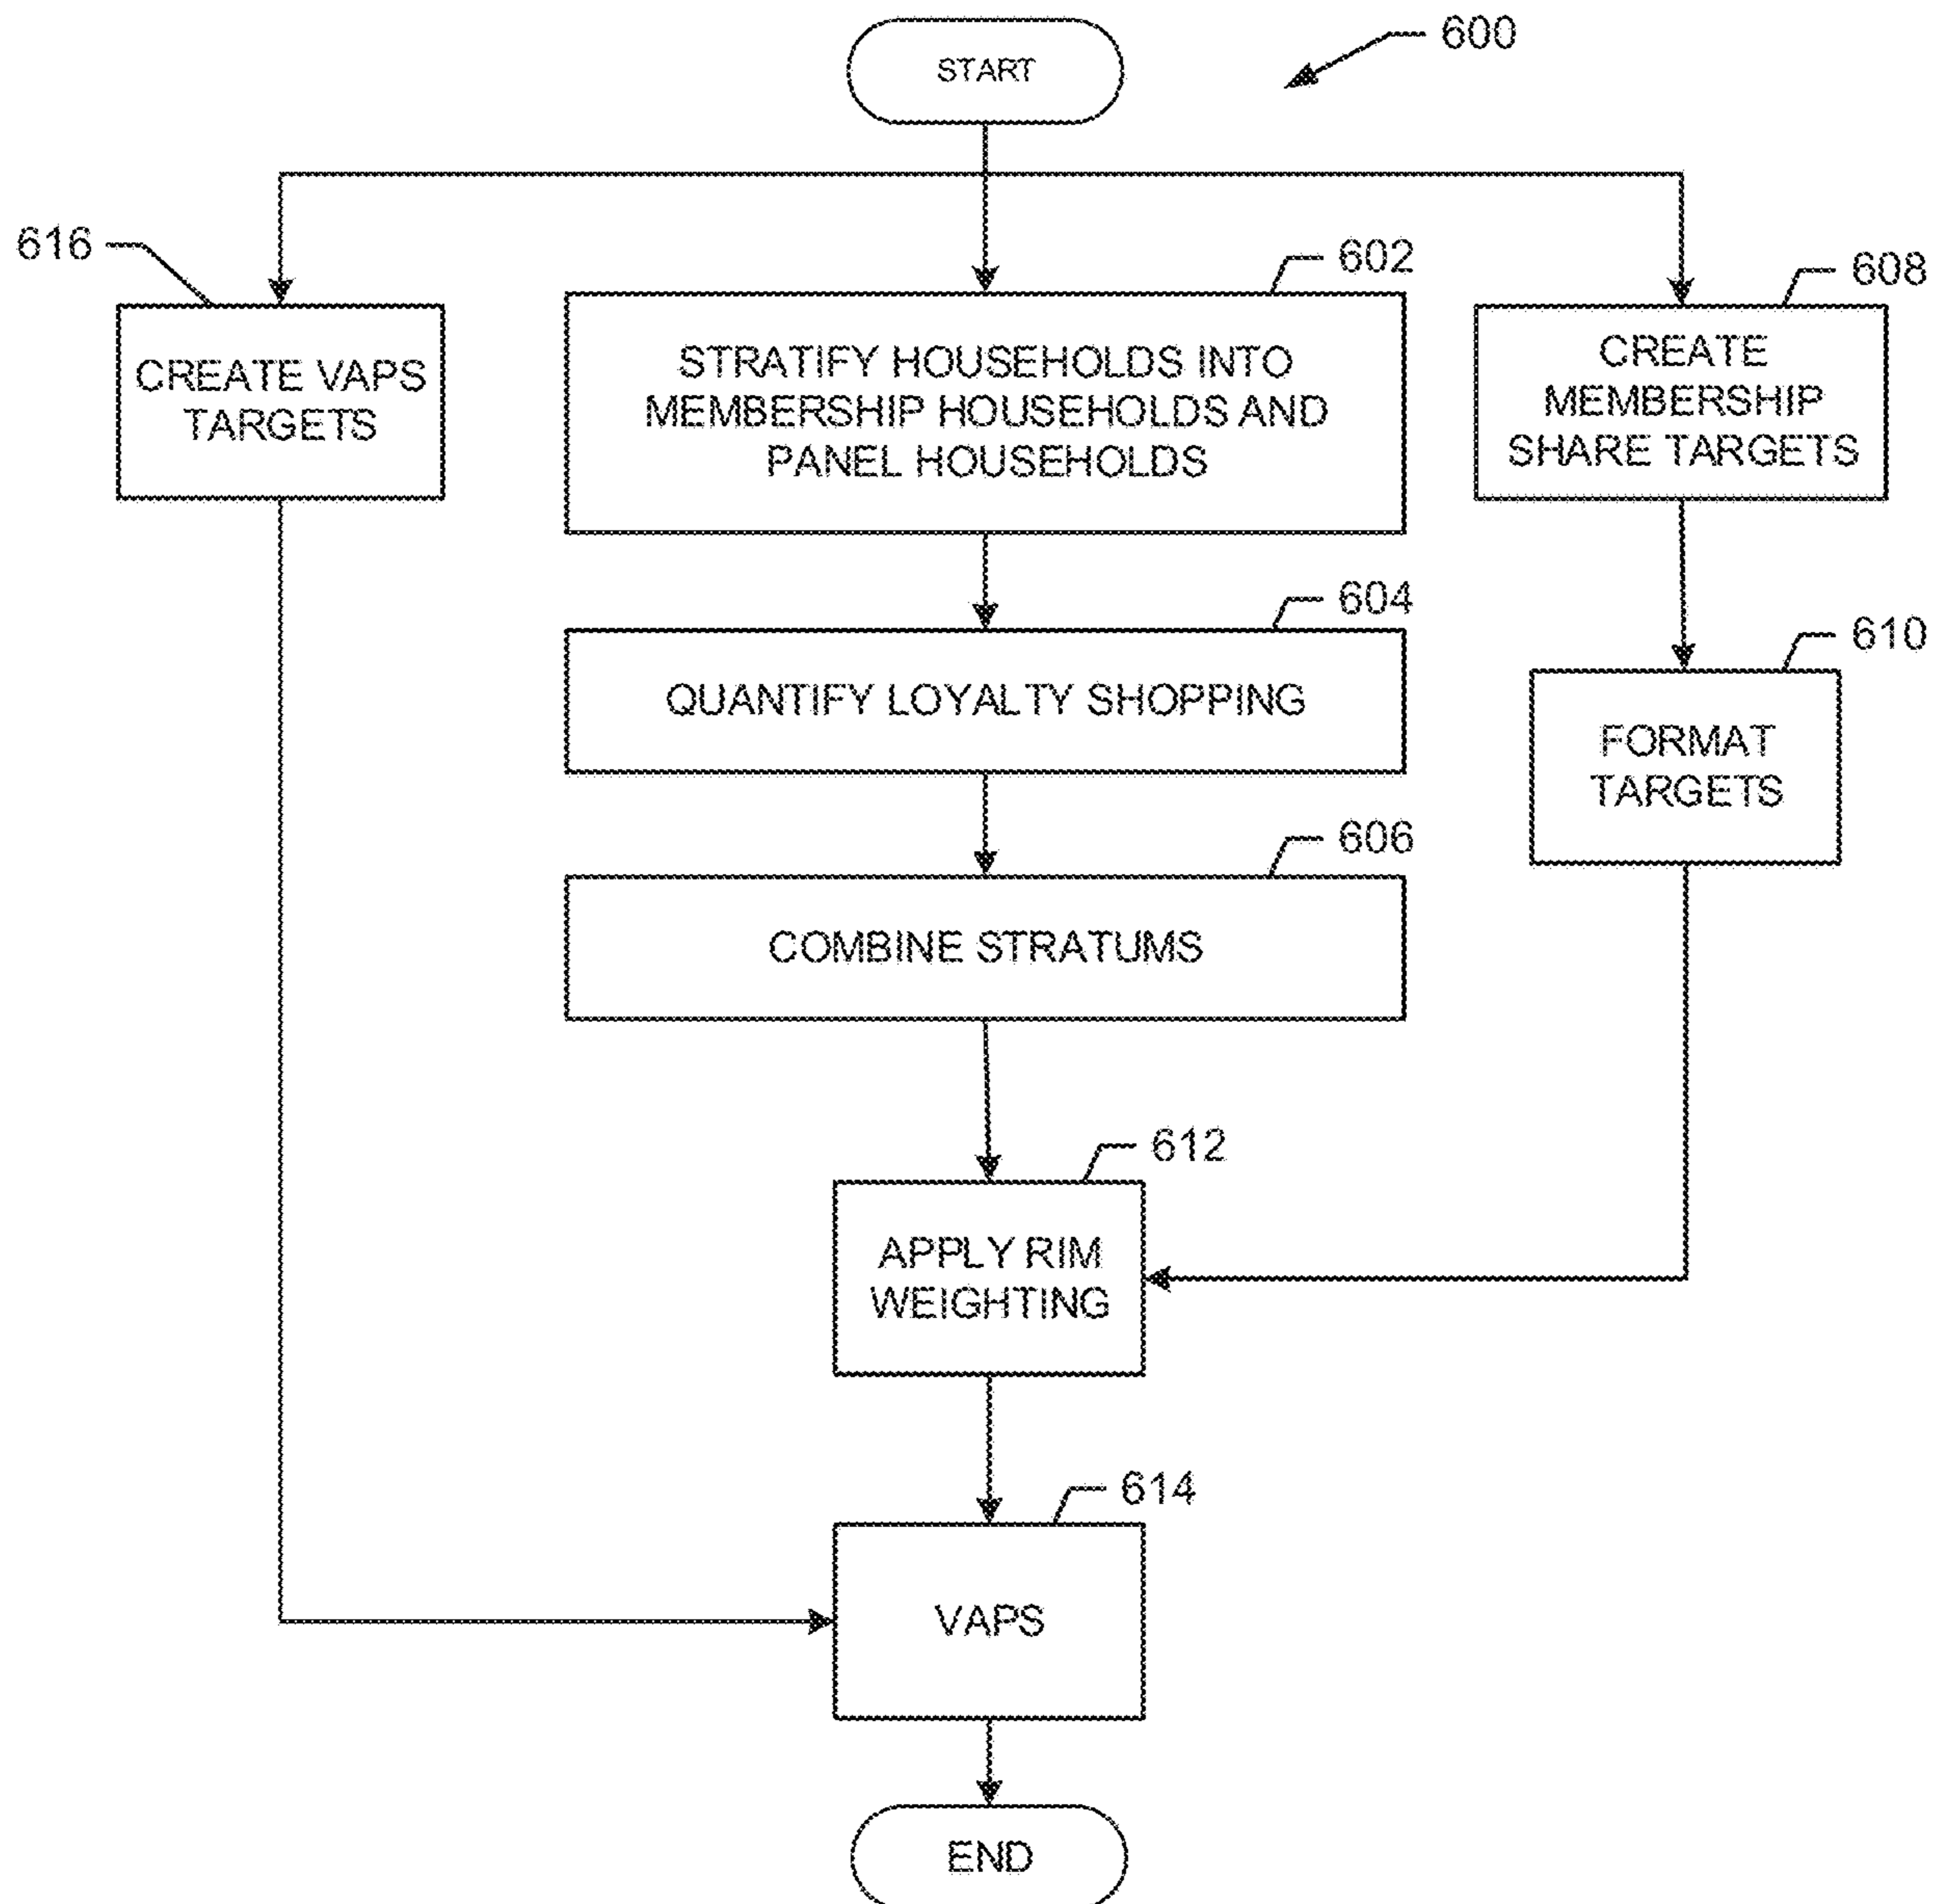 START
600
616
CREATE VAPS
TARGETS
602
STRATIFY HOUSEHOLDS INTO
MEMBERSHIP HOUSEHOLDS AND
PANEL HOUSEHOLDS
608
CREATE
MEMBERSHIP
SHARE TARGETS
604
QUANTIFY LOYALTY SHOPPING
610
FORMAT
TARGETS
606
COMBINE STRATUMS
612
APPLY RIM
WEIGHTING
614
VAPS
END